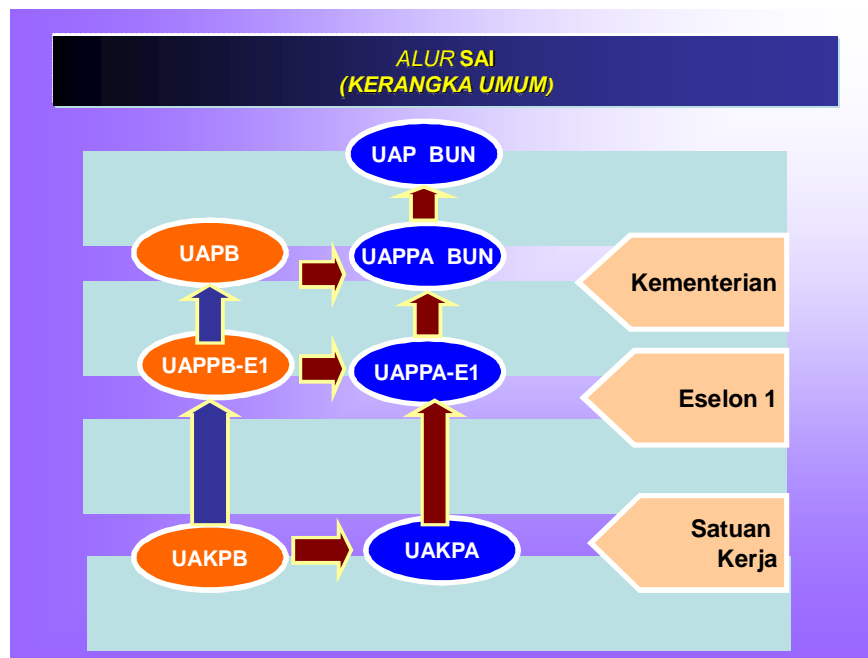 ALUR SAI
(KERANGKA UMUM)
UAP BUN
UAPB
UAPPA BUN
Kementerian
UAPPB-E1
UAPPA-E1
Eselon 1
UAKPB
UAKPA
Satuan
Kerja